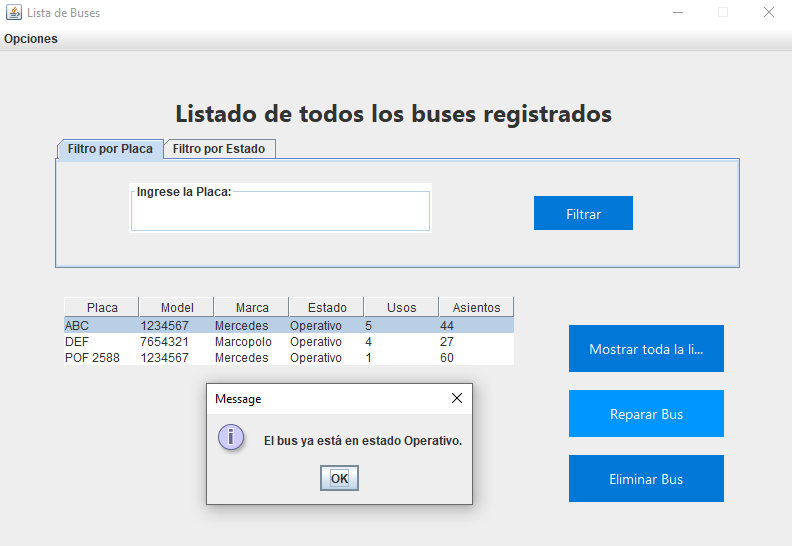 Lista de Buses
Opciones
Listado de todos los buses registrados
Filtro por Placa Filtro por Estado
Ingrese la Placa:
Filtrar
Placa Model Marca Estado Usos Asientos
ABC 1234567 Mercedes Operativo 5 44
DEF 7654321 Marcopolo Operativo 4 27
POF 2588 1234567 Mercedes Operativo 1 60
Mostrar toda la li...
Reparar Bus
Eliminar Bus
Message
El bus ya está en estado Operativo.
OK